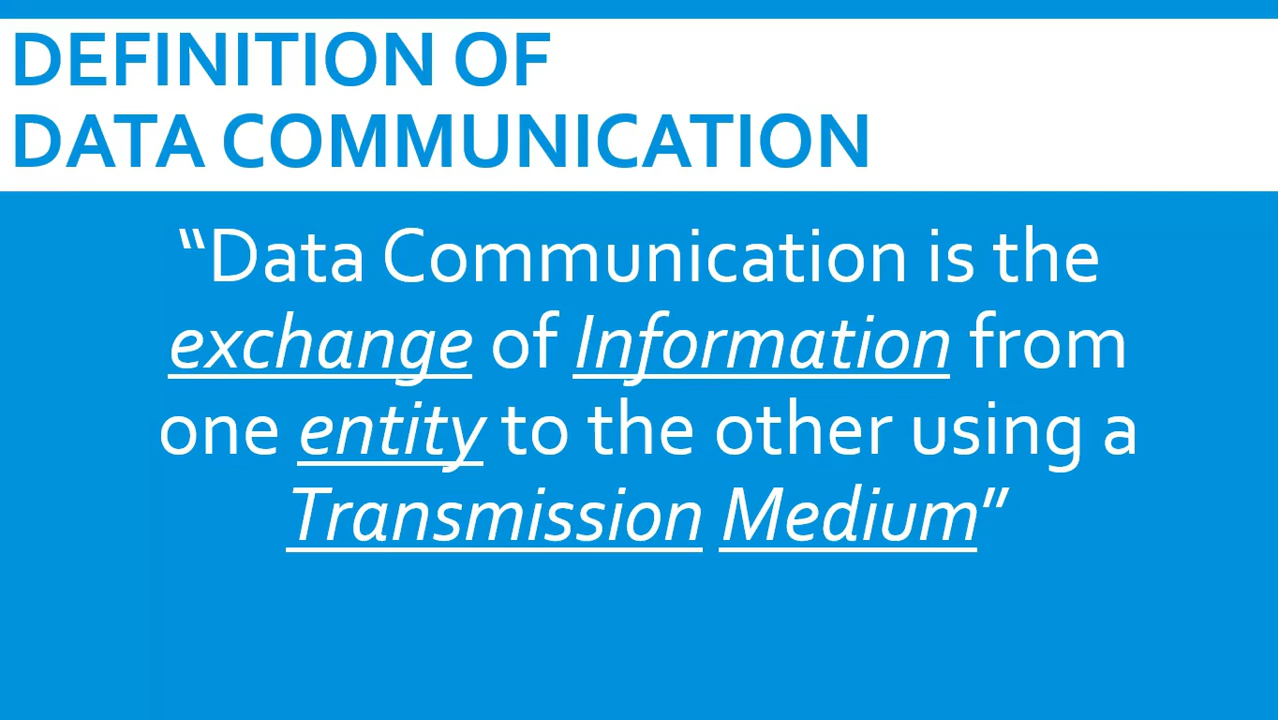 DEFINITION OF
DATA COMMUNICATION
“Data Communication is the
exchange of Information from
one entity to the other using a
Transmission Medium”